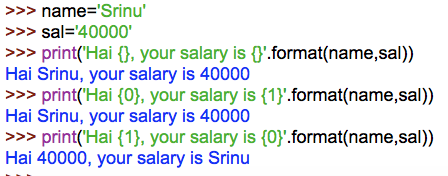 >>> name='Srinu'
>>> sal='40000'
>>> print('Hai {}, your salary is {}'.format(name,sal))
Hai Srinu, your salary is 40000
>>> print('Hai {0}, your salary is {1}'.format(name,sal))
Hai Srinu, your salary is 40000
>>> print('Hai {1}, your salary is {0}'.format(name,sal))
Hai 40000, your salary is Srinu